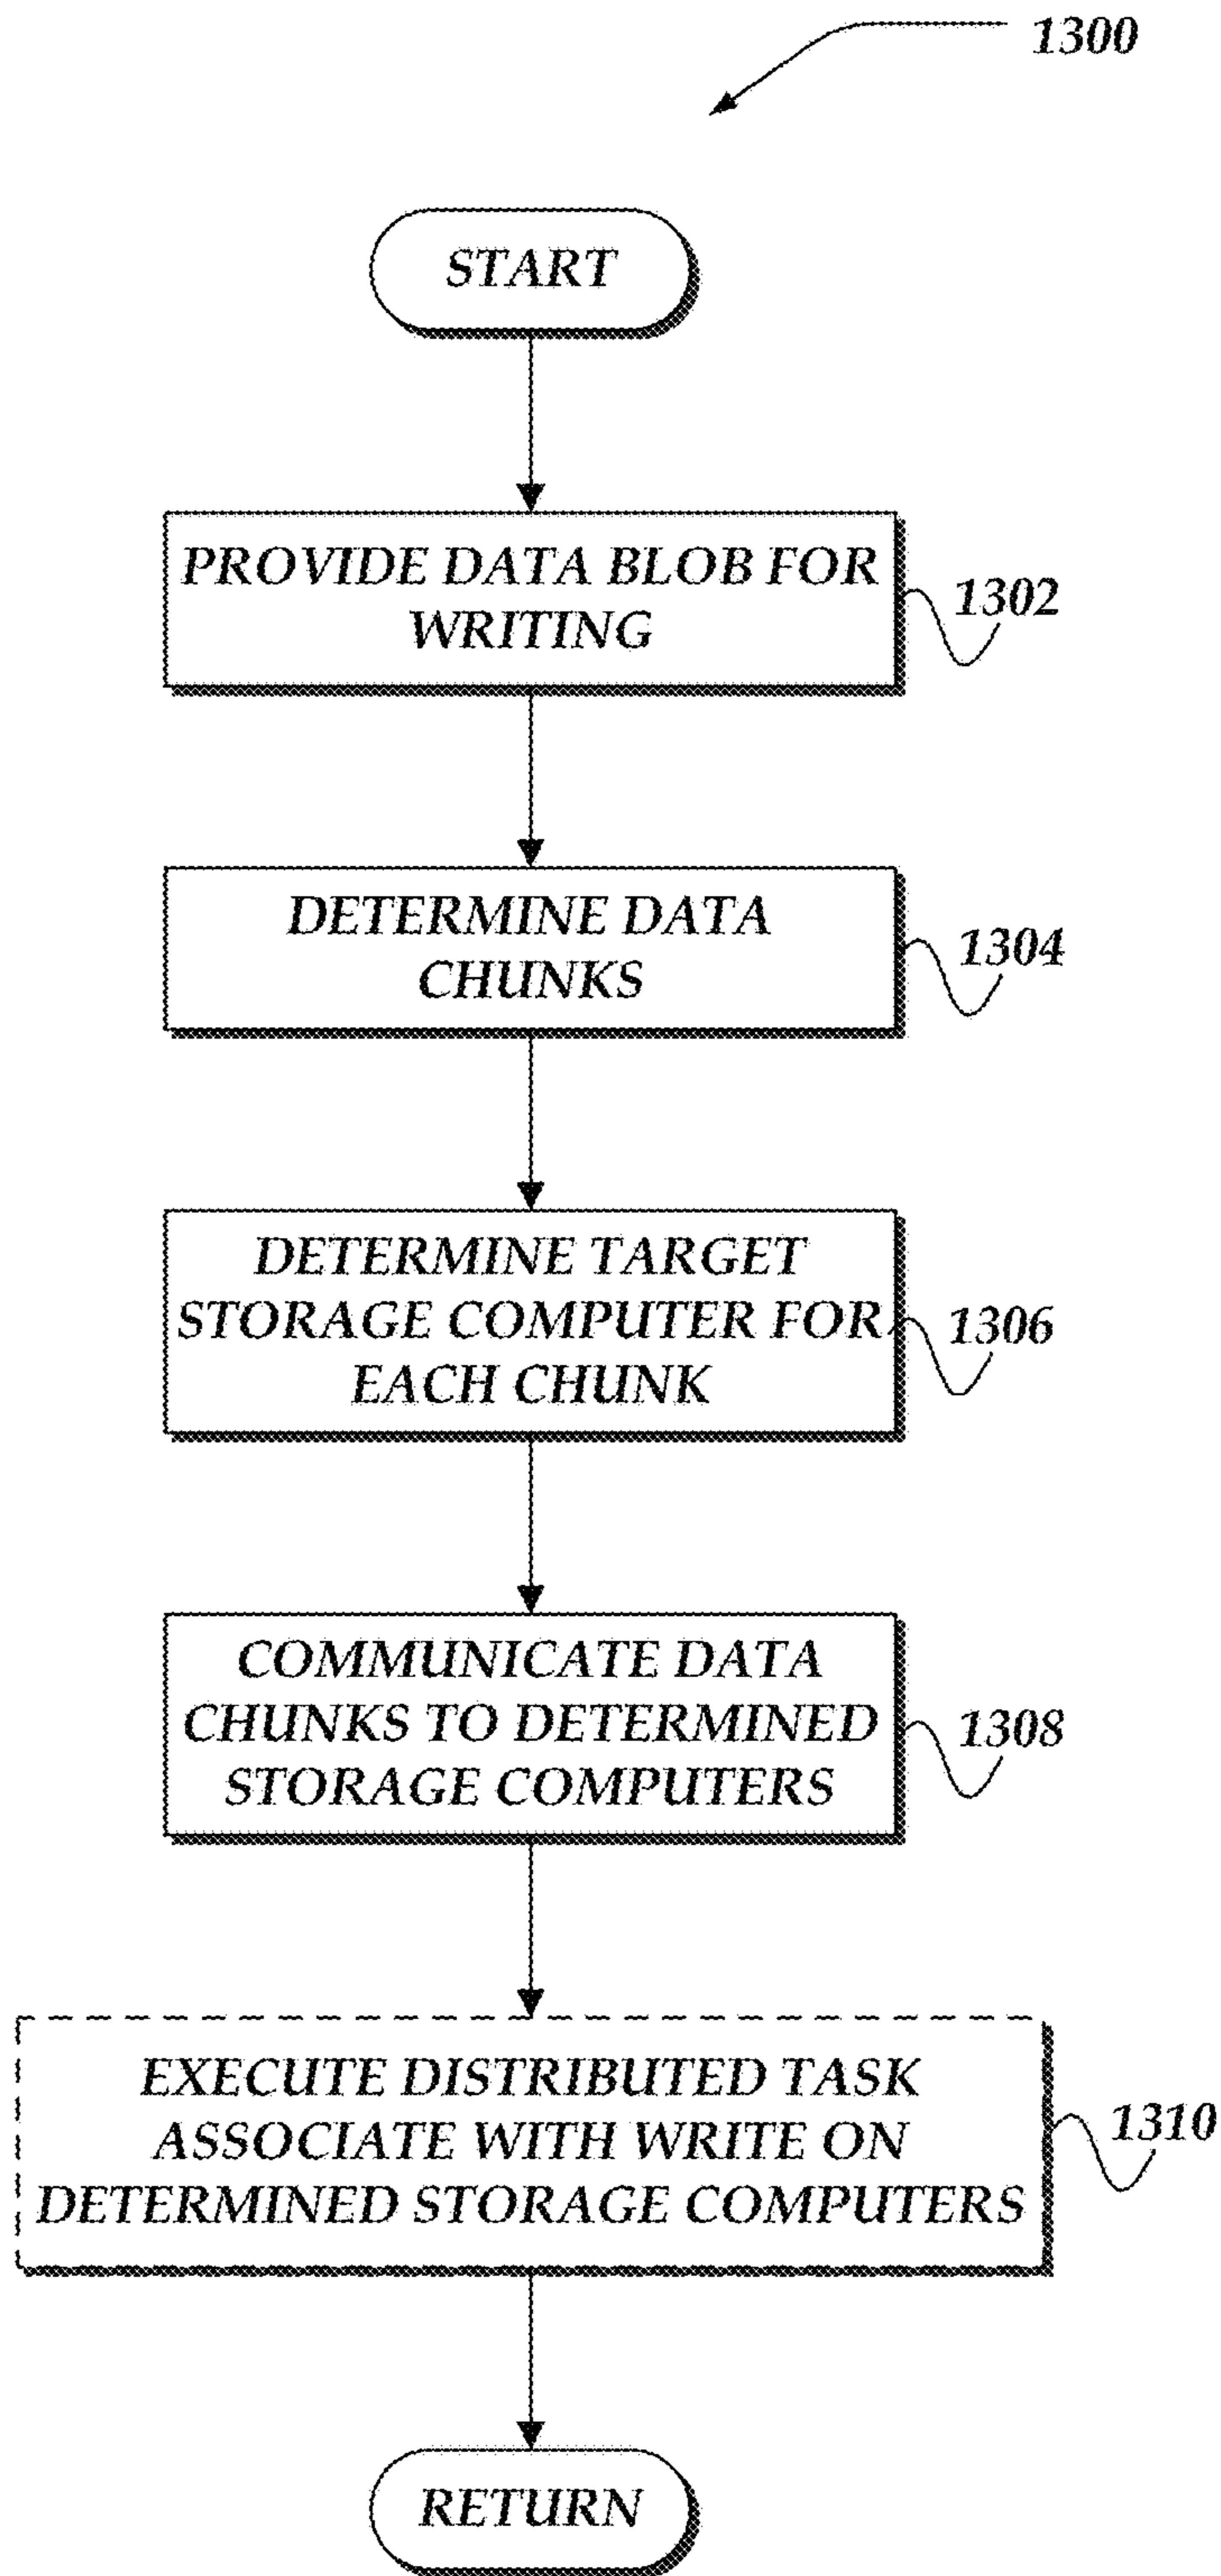 1300
START
PROVIDE DATA BLOB FOR
WRITING
1302
DETERMINE DATA
CHUNKS
1304
DETERMINE TARGET
STORAGE COMPUTER FOR
EACH CHUNK
1306
COMMUNICATE DATA
CHUNKS TO DETERMINED
STORAGE COMPUTERS
1308
EXECUTE DISTRIBUTED TASK
ASSOCIATE WITH WRITE ON
DETERMINED STORAGE COMPUTERS
1310
RETURN